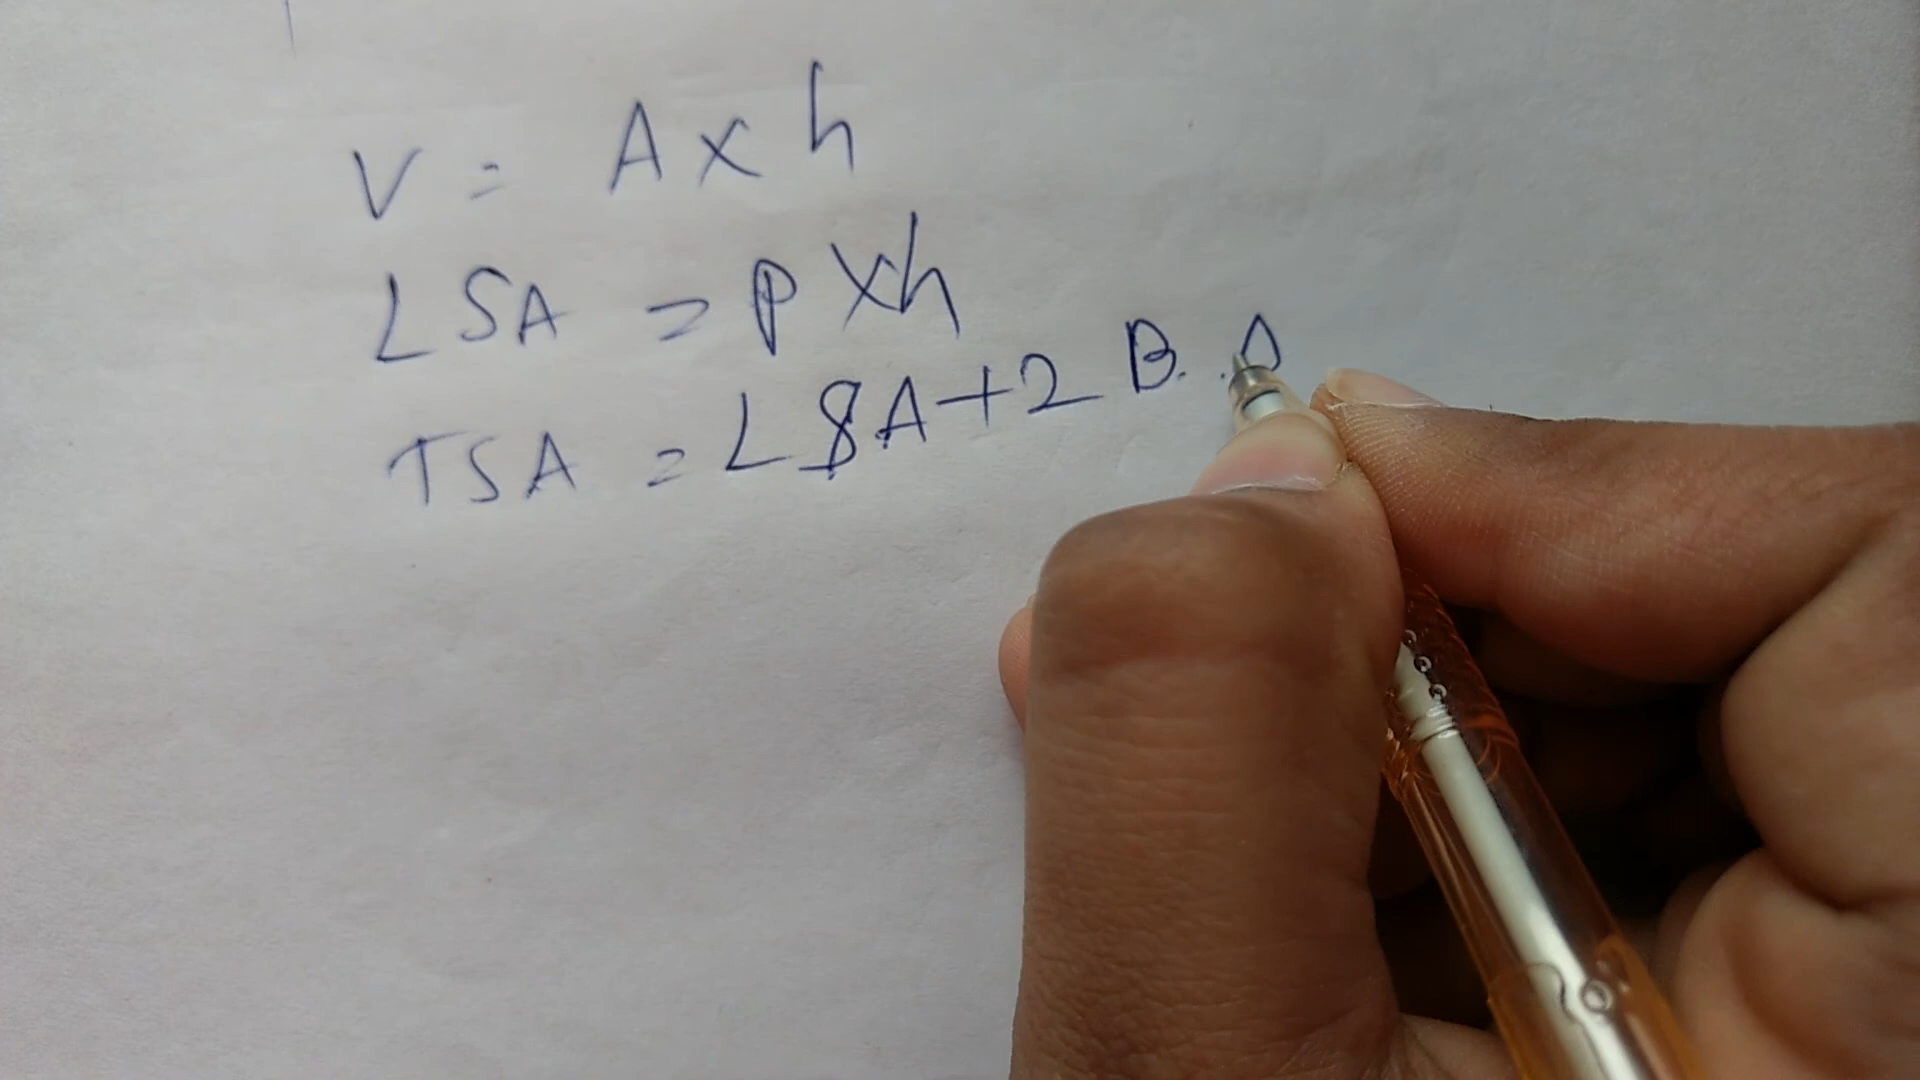 V = A × h
LSA = P × h
TSA = LSA + 2 B. A